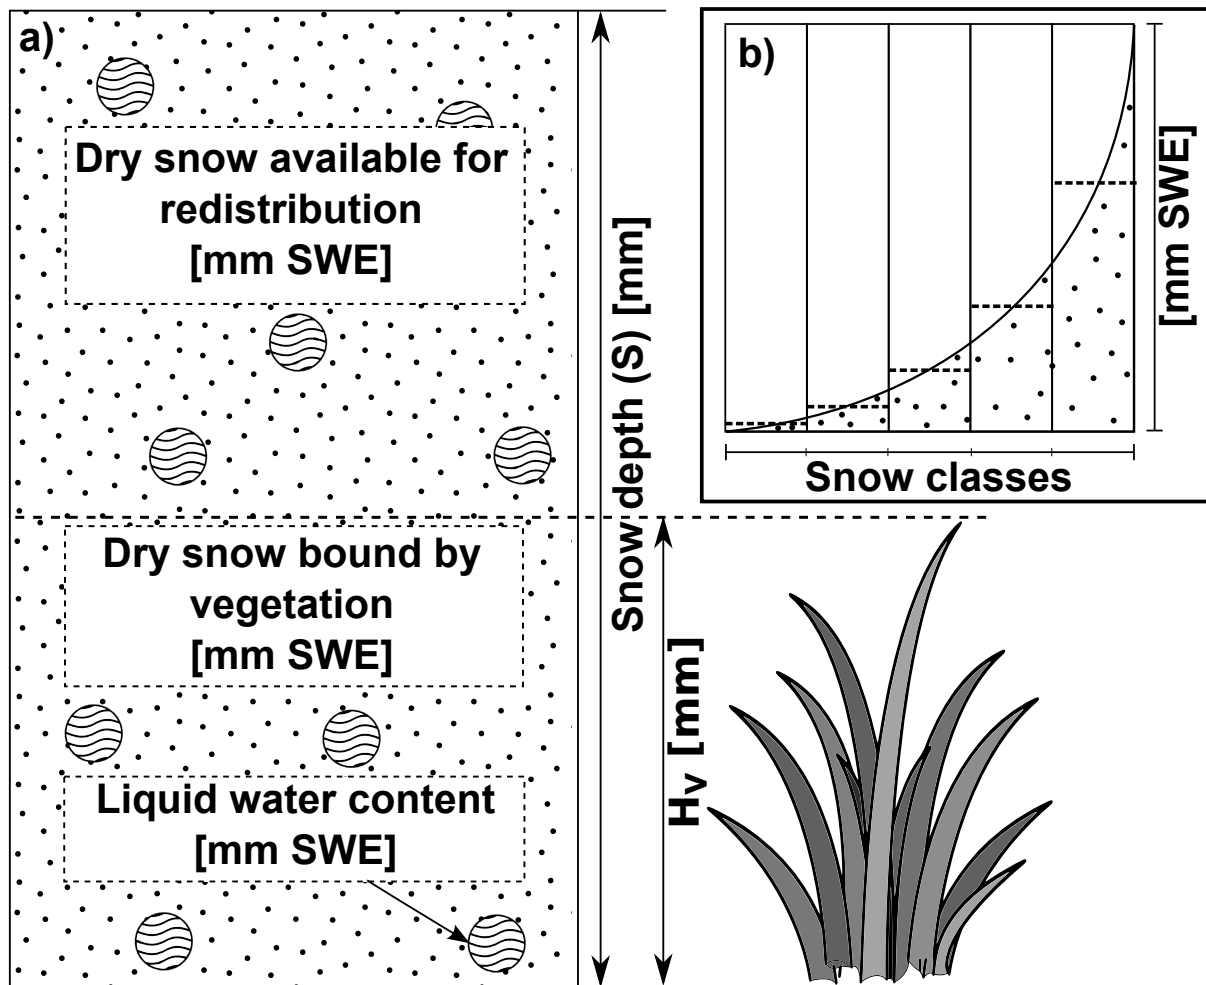 a)
Dry snow available for
redistribution
[mm SWE]
Dry snow bound by
vegetation
[mm SWE]
Liquid water content
[mm SWE]
Snow depth (S) [mm]
Hv [mm]
b)
[mm SWE]
Snow classes